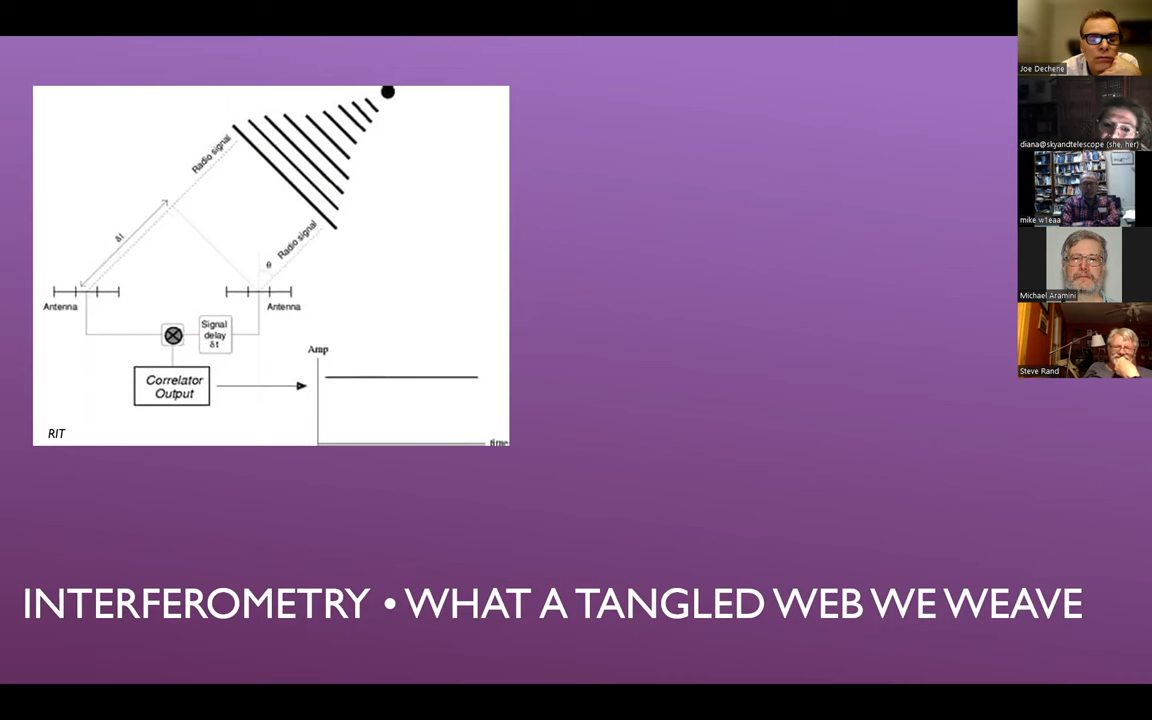 Radio signal
Radio signal
δl
θ
Antenna
Antenna
Signal
delay
δt
Amp
Correlator
Output
RIT
time
INTERFEROMETRY • WHAT A TANGLED WEB WE WEAVE
Joe Dechene
diana@skyandtelescope (she, her)
mike w1eaa
Michael Aramini
Steve Rand